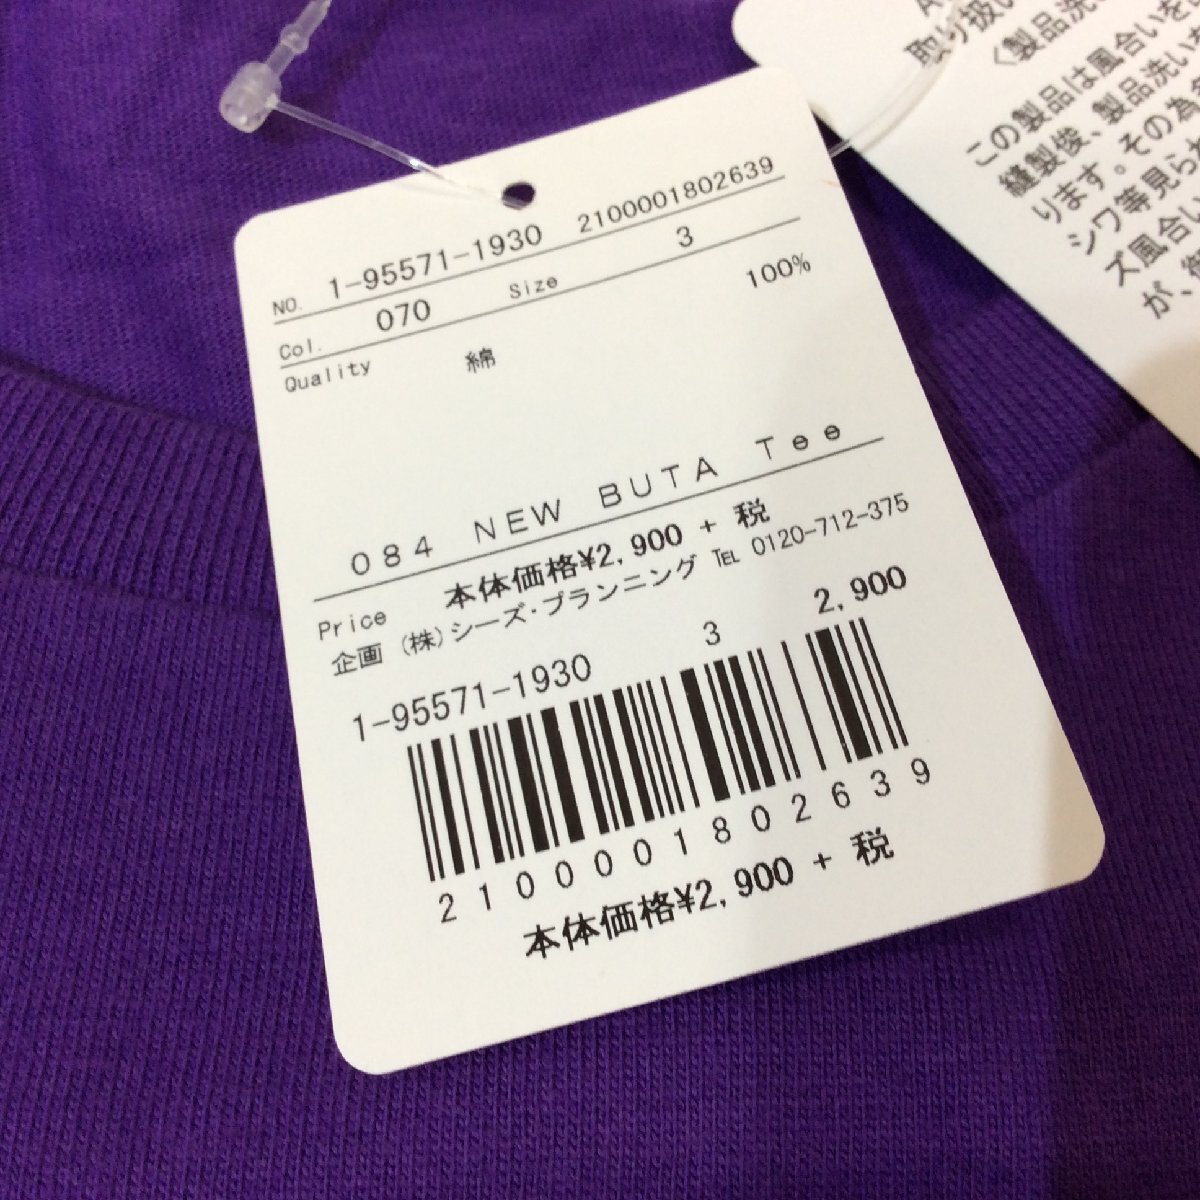 NO. 1-95571-1930 2100001802639
Col. 070 Size 3
Quality 綿 100%
084 NEW BUTA Tee
Price 本体価格¥2,900 + 税
企画 (株)シーズ・プランニング TEL 0120-712-375
1-95571-1930 3 2,900
2100001802639
本体価格¥2,900 + 税
取り扱い
〈製品洗い
この製品は風合いを
縫製俊、製品洗いを
ります。その為
シワ等見られ
ズ風合い
が、